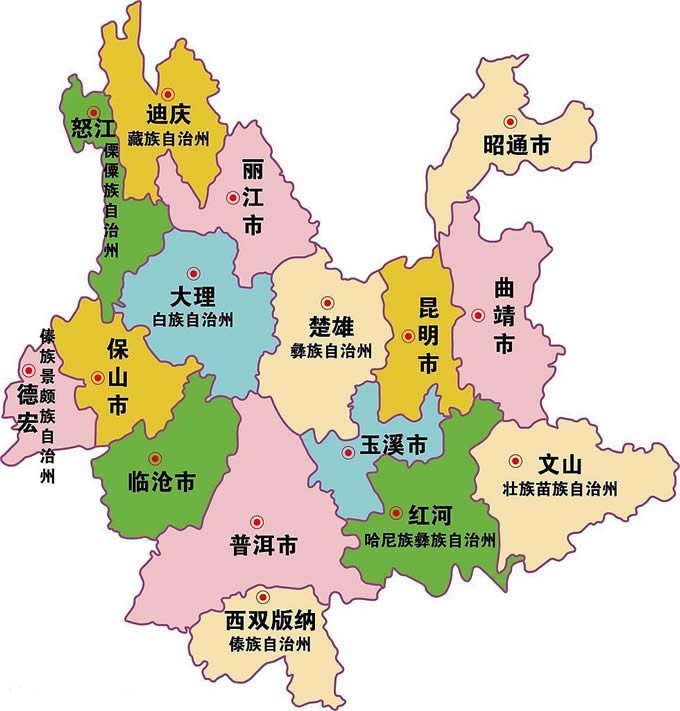 迪庆
藏族自治州
怒江
傈僳族自治州
昭通市
丽江市
大理
白族自治州
楚雄
彝族自治州
昆明市
曲靖市
保山市
德宏
傣族景颇族自治州
玉溪市
临沧市
文山
壮族苗族自治州
红河
哈尼族彝族自治州
普洱市
西双版纳
傣族自治州